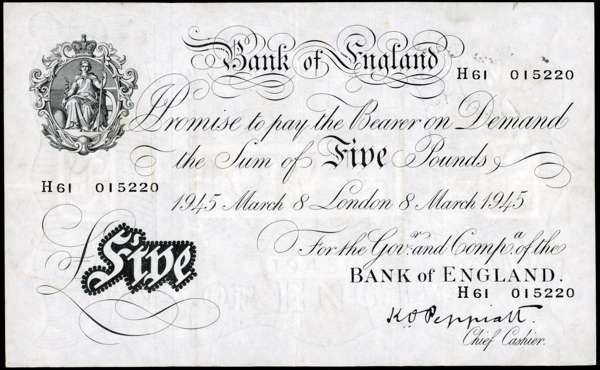 Bank of England
H61 015220
Promise to pay the Bearer on Demand
the Sum of Five Pounds
H61 015220
1945 March 8 London 8 March 1945
For the Govr. and Compa. of the
£Five
BANK of ENGLAND.
H61 015220
K O Peppiatt
Chief Cashier.